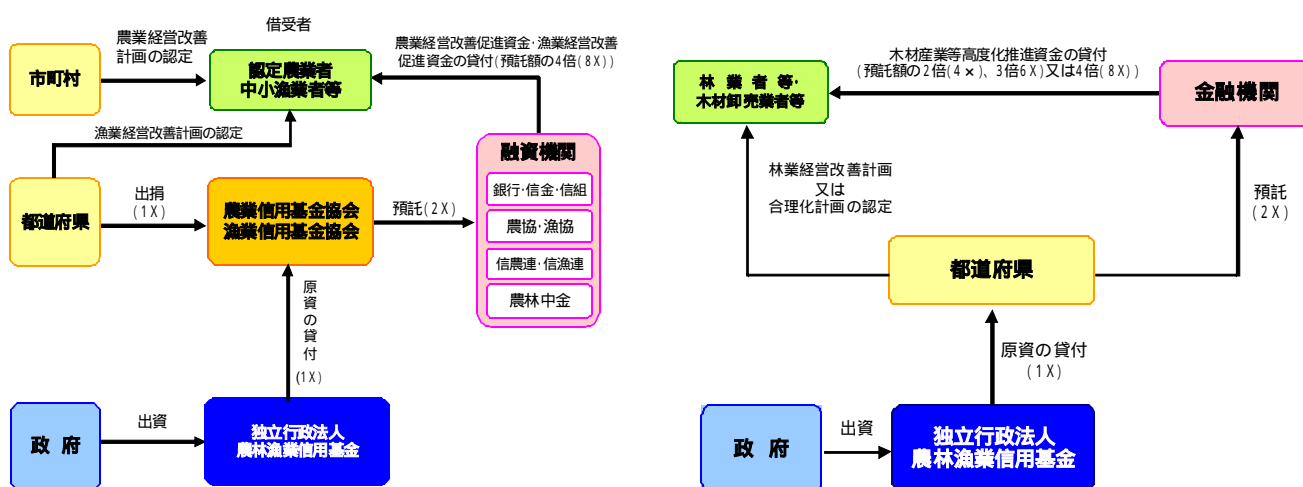 借受者
農業経営改善
計画の認定
農業経営改善促進資金・漁業経営改善
促進資金の貸付(預託額の4倍(8X))
市町村
認定農業者
中小漁業者等
漁業経営改善計画の認定
融資機関
銀行・信金・信組
農協・漁協
信農連・信漁連
農林中金
都道府県
出捐
(1X)
農業信用基金協会
漁業信用基金協会
預託(2X)
原資の貸付
(1X)
政府
出資
独立行政法人
農林漁業信用基金
木材産業等高度化推進資金の貸付
(預託額の2倍(4×)、3倍6X)又は4倍(8X))
林業者等・
木材卸売業者等
金融機関
林業経営改善計画
又は
合理化計画の認定
預託
(2X)
都道府県
原資の貸付
(1X)
政府
出資
独立行政法人
農林漁業信用基金